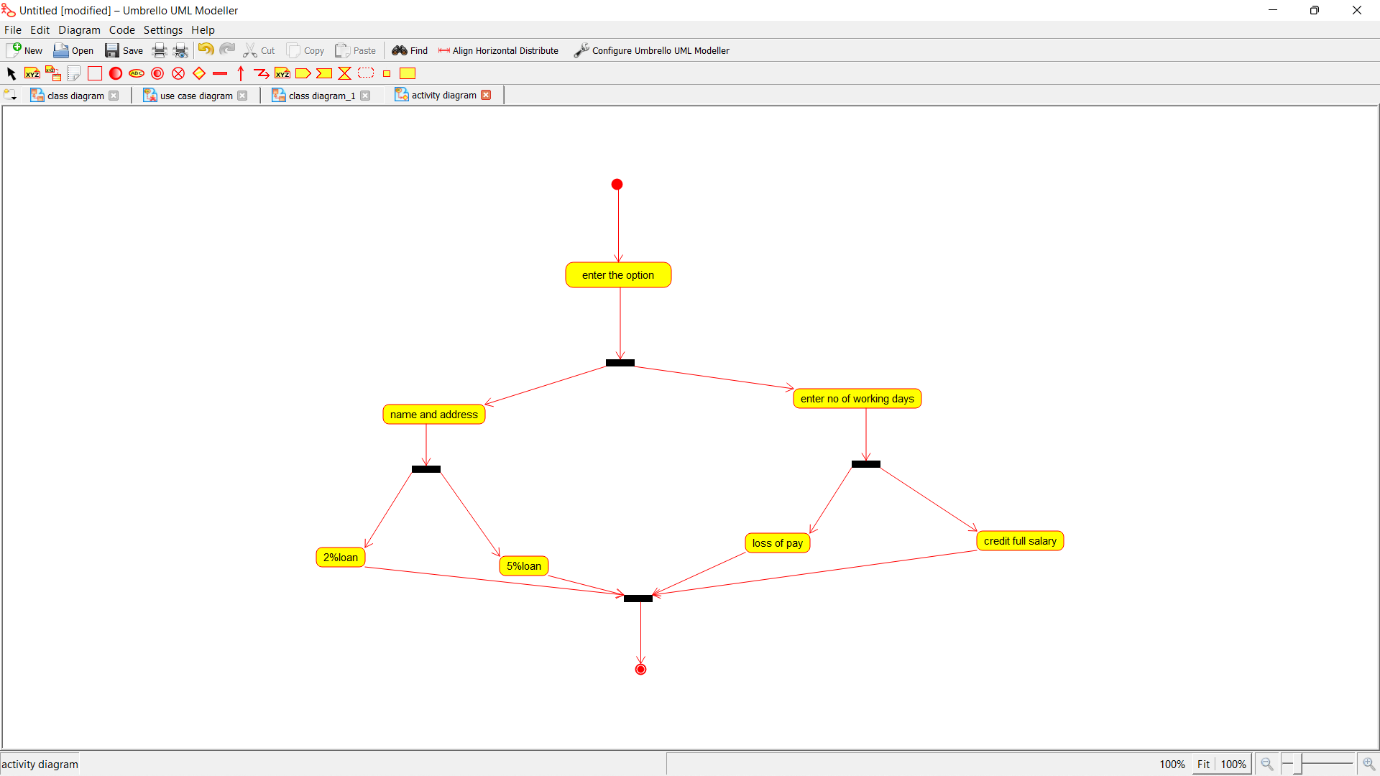 Untitled [modified] – Umbrello UML Modeller
File Edit Diagram Code Settings Help
New Open Save Cut Copy Paste Find Align Horizontal Distribute Configure Umbrello UML Modeller
XYZ ABC XYZ
class diagram use case diagram class diagram_1 activity diagram
enter the option
enter no of working days
name and address
credit full salary
loss of pay
2%loan
5%loan
activity diagram 100% Fit 100%